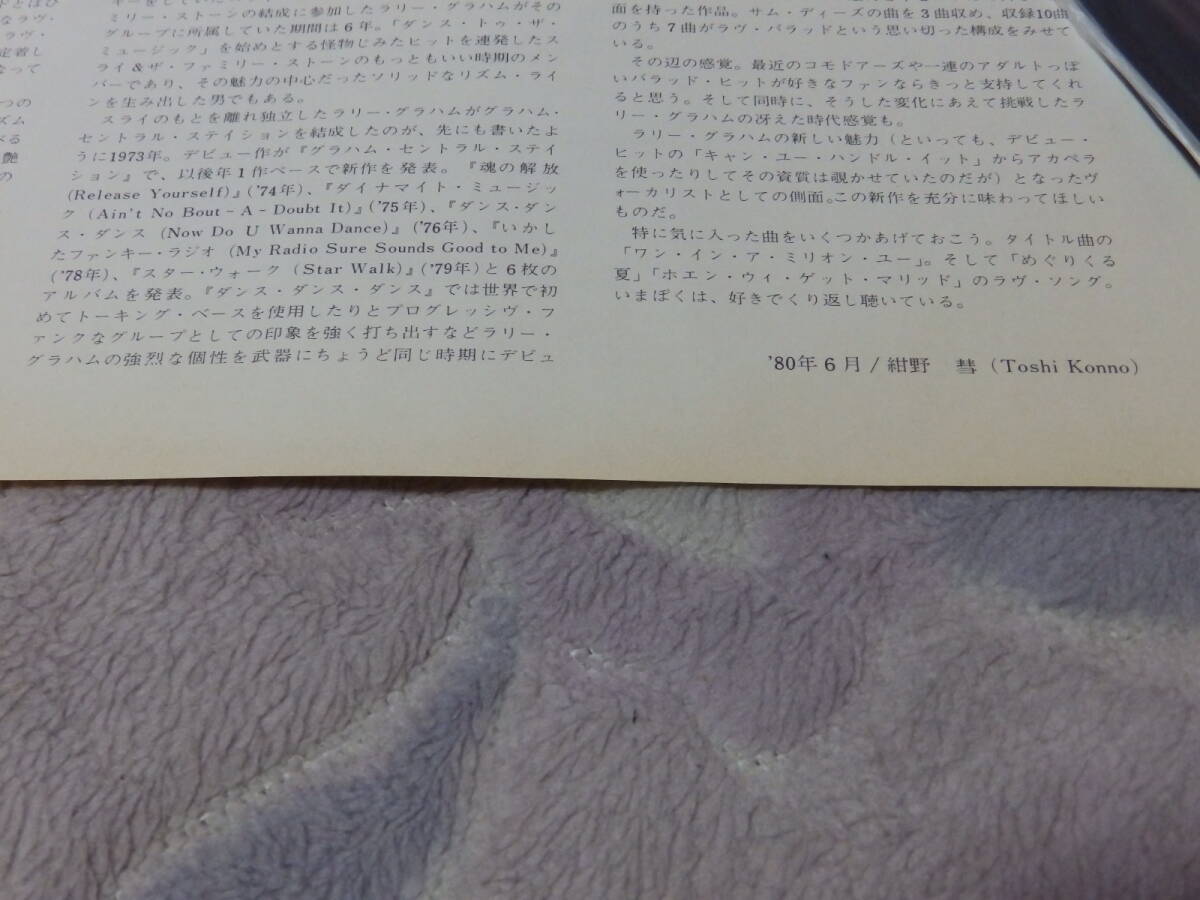 とはび
なラヴ・
定着し
なって
つの
ズム
べる
艶
の
リー・ストーンの結成に参加したラリー・グラハムがその
グループに所属していた期間は6年。「ダンス・トゥ・ザ・
ミュージック」を始めとする怪物じみたヒットを連発したス
ライ&ザ・ファミリー・ストーンのもっともいい時期のメン
バーであり、その魅力の中心だったソリッドなリズム・ライ
ンを生み出した男でもある。
スライのもとを離れ独立したラリー・グラハムがグラハム・
セントラル・ステイションを結成したのが、先にも書いたよ
うに1973年。デビュー作が『グラハム・セントラル・ステイ
ション』で、以後年1作ペースで新作を発表。『魂の解放
(Release Yourself)』('74年)、『ダイナマイト・ミュージッ
ク (Ain't No Bout-A-Doubt It)』('75年)、『ダンス・ダン
ス・ダンス (Now Do U Wanna Dance)』('76年)、『いかし
たファンキー・ラジオ (My Radio Sure Sounds Good to Me)』
('78年)、『スター・ウォーク (Star Walk)』('79年)と6枚の
アルバムを発表。『ダンス・ダンス・ダンス』では世界で初
めてトーキング・ベースを使用したりとプログレッシヴ・フ
ァンクなグループとしての印象を強く打ち出すなどラリー・
グラハムの強烈な個性を武器にちょうど同じ時期にデビュ
面を持った作品。サム・ディーズの曲を3曲収め、収録10曲
のうち7曲がラヴ・バラッドという思い切った構成をみせて
いる。
その辺の感覚。最近のコモドアーズや一連のアダルトっぽ
いバラッド・ヒットが好きなファンならきっと支持してくれ
ると思う。そして同時に、そうした変化にあえて挑戦したラ
リー・グラハムの冴えた時代感覚も。
ラリー・グラハムの新しい魅力(といっても、デビュー・
ヒットの「キャン・ユー・ハンドル・イット」からアカペラ
を使ったりしてその資質は覗かせていたのだが)となったヴ
ォーカリストとしての側面。この新作を充分に味わってほしい
ものだ。
特に気に入った曲をいくつかあげておこう。タイトル曲の
「ワン・イン・ア・ミリオン・ユー」。そして「めぐりくる
夏」「ホエン・ウィ・ゲット・マリッド」のラヴ・ソング。
いまぼくは、好きでくり返し聴いている。
'80年6月/紺野 彗(Toshi Konno)